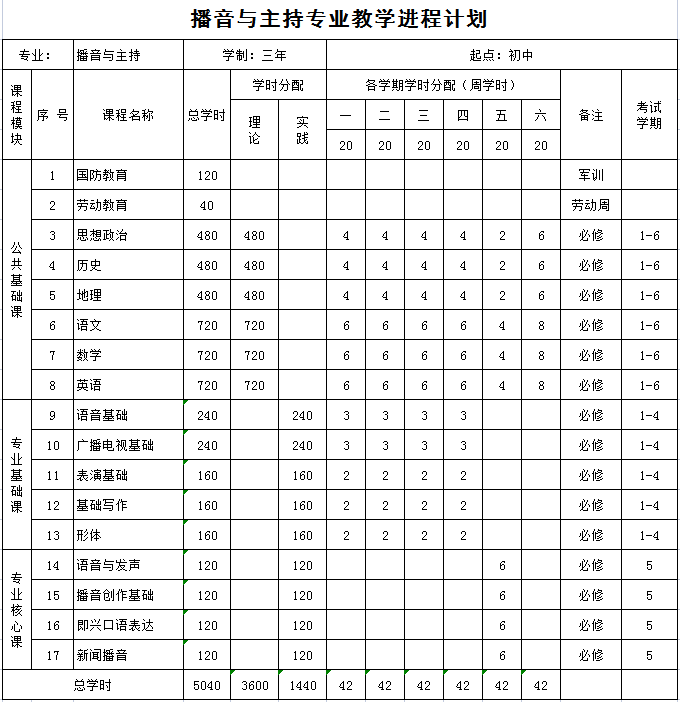 播音与主持专业教学进程计划
专业： 播音与主持 学制：三年 起点：初中
课程模块 序 号 课程名称 总学时 学时分配 各学期学时分配（周学时） 备注 考试学期
理论 实践 一 二 三 四 五 六
20 20 20 20 20 20
公共基础课
1 国防教育 120 军训
2 劳动教育 40 劳动周
3 思想政治 480 480 4 4 4 4 2 6 必修 1-6
4 历史 480 480 4 4 4 4 2 6 必修 1-6
5 地理 480 480 4 4 4 4 2 6 必修 1-6
6 语文 720 720 6 6 6 6 4 8 必修 1-6
7 数学 720 720 6 6 6 6 4 8 必修 1-6
8 英语 720 720 6 6 6 6 4 8 必修 1-6
专业基础课
9 语音基础 240 240 3 3 3 3 必修 1-4
10 广播电视基础 240 240 3 3 3 3 必修 1-4
11 表演基础 160 160 2 2 2 2 必修 1-4
12 基础写作 160 160 2 2 2 2 必修 1-4
13 形体 160 160 2 2 2 2 必修 1-4
专业核心课
14 语音与发声 120 120 6 必修 5
15 播音创作基础 120 120 6 必修 5
16 即兴口语表达 120 120 6 必修 5
17 新闻播音 120 120 6 必修 5
总学时 5040 3600 1440 42 42 42 42 42 42